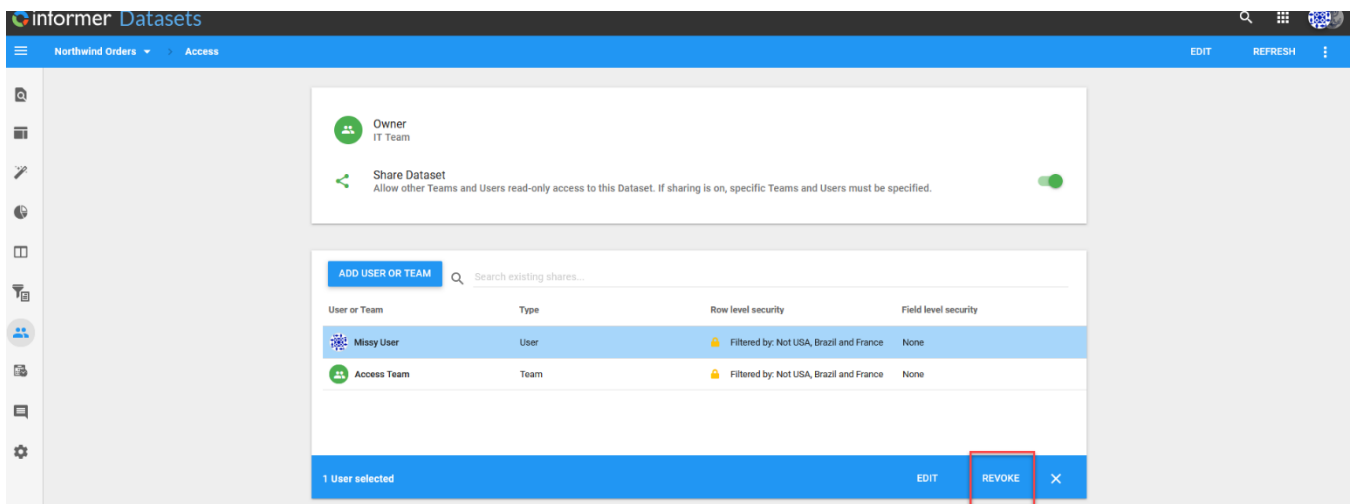 informer Datasets
Northwind Orders > Access EDIT REFRESH
Owner
IT Team
Share Dataset
Allow other Teams and Users read-only access to this Dataset. If sharing is on, specific Teams and Users must be specified.
ADD USER OR TEAM Search existing shares...
User or Team Type Row level security Field level security
Missy User User Filtered by: Not USA, Brazil and France None
Access Team Team Filtered by: Not USA, Brazil and France None
1 User selected EDIT REVOKE